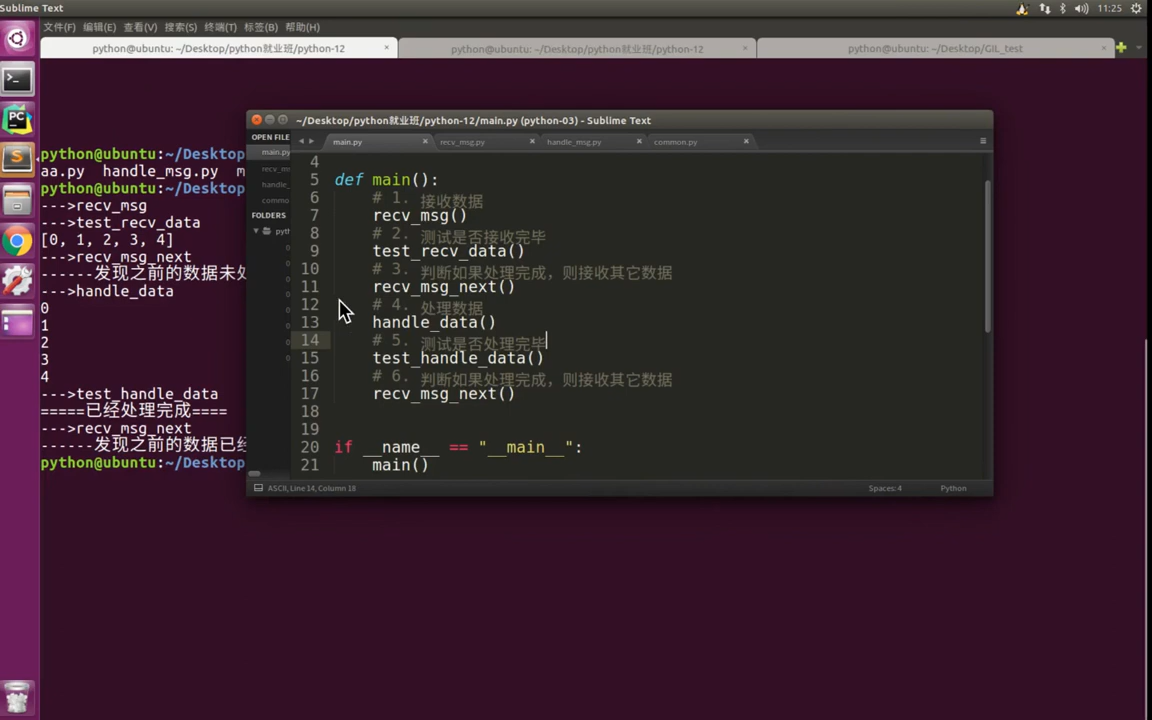 Sublime Text
11:25
文件(F) 编辑(E) 查看(V) 搜索(S) 终端(T) 标签(B) 帮助(H)
python@ubuntu: ~/Desktop/python就业班/python-12 × python@ubuntu: ~/Desktop/python就业班/python-12 × python@ubuntu: ~/Desktop/GIL_test ×
python@ubuntu:~/Desktop
aa.py handle_msg.py m
python@ubuntu:~/Desktop
--->recv_msg
--->test_recv_data
[0, 1, 2, 3, 4]
--->recv_msg_next
------发现之前的数据未处
--->handle_data
0
1
2
3
4
--->test_handle_data
=====已经处理完成====
--->recv_msg_next
------发现之前的数据已经
python@ubuntu:~/Desktop
~/Desktop/python就业班/python-12/main.py (python-03) - Sublime Text
OPEN FILE
main.py
recv_ms
handle_
commo
FOLDERS
pyth
main.py × recv_msg.py × handle_msg.py × common.py ×
4
5 def main():
6 # 1. 接收数据
7 recv_msg()
8 # 2. 测试是否接收完毕
9 test_recv_data()
10 # 3. 判断如果处理完成，则接收其它数据
11 recv_msg_next()
12 # 4. 处理数据
13 handle_data()
14 # 5. 测试是否处理完毕
15 test_handle_data()
16 # 6. 判断如果处理完成，则接收其它数据
17 recv_msg_next()
18
19
20 if __name__ == "__main__":
21 main()
ASCII, Line 14, Column 18 Spaces: 4 Python